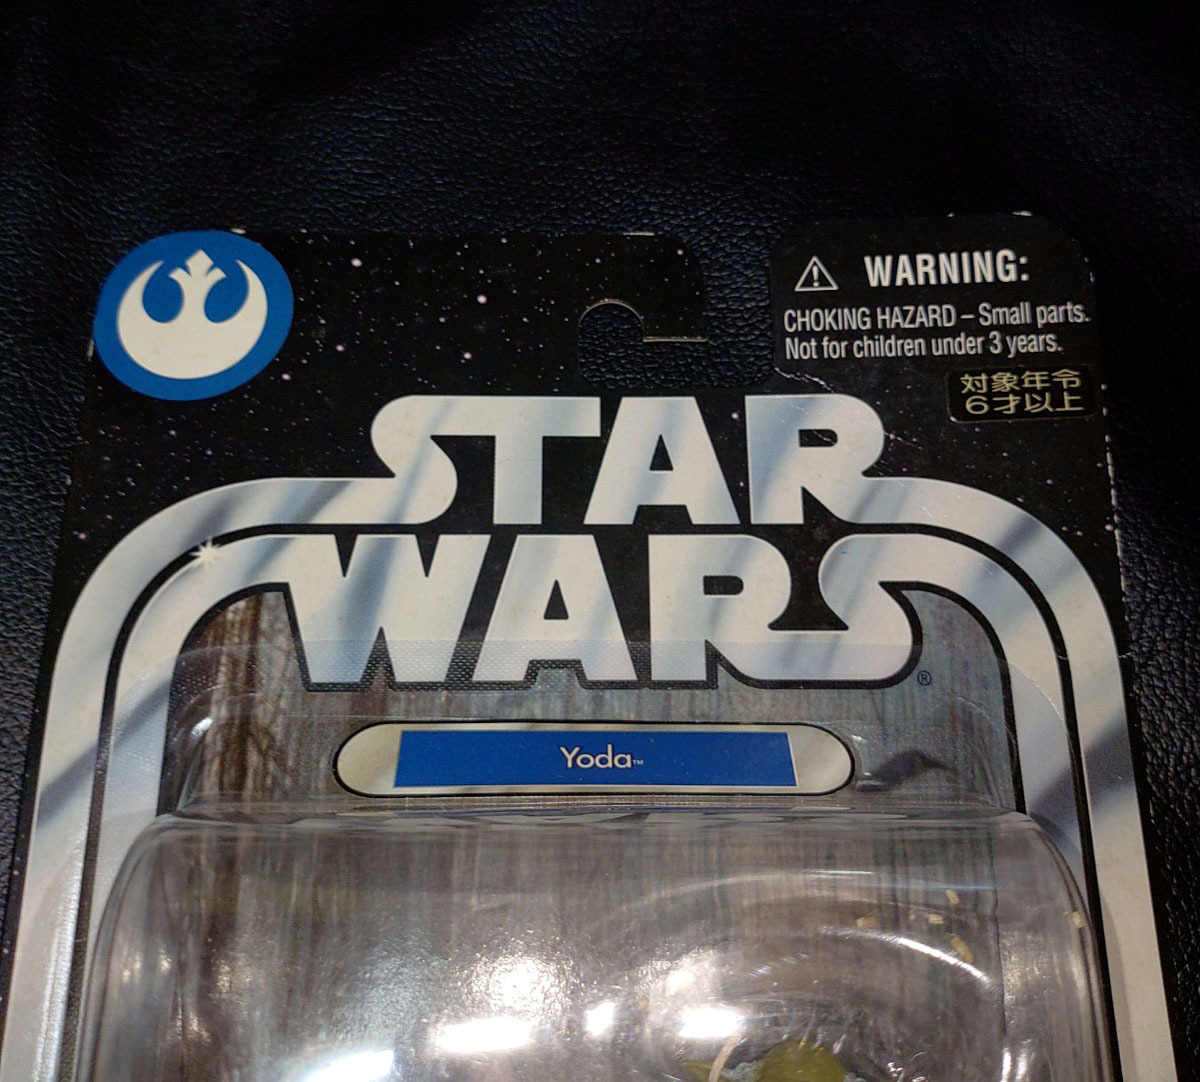 WARNING:
CHOKING HAZARD – Small parts.
Not for children under 3 years.
対象年令
6才以上
STAR
WARS®
Yoda™